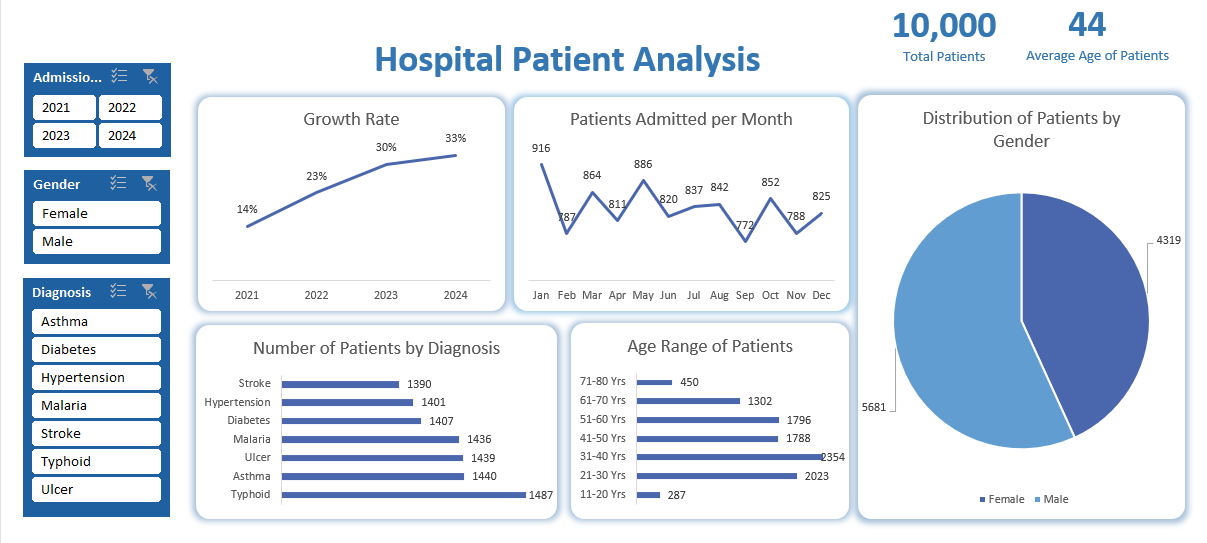 10,000
Total Patients
44
Average Age of Patients
Hospital Patient Analysis
Admissio...
2021
2022
2023
2024
Gender
Female
Male
Diagnosis
Asthma
Diabetes
Hypertension
Malaria
Stroke
Typhoid
Ulcer
Growth Rate
14%
23%
30%
33%
2021
2022
2023
2024
Patients Admitted per Month
916
787
864
811
886
820
837
842
772
852
788
825
Jan
Feb
Mar
Apr
May
Jun
Jul
Aug
Sep
Oct
Nov
Dec
Distribution of Patients by
Gender
4319
5681
Female
Male
Number of Patients by Diagnosis
Stroke 1390
Hypertension 1401
Diabetes 1407
Malaria 1436
Ulcer 1439
Asthma 1440
Typhoid 1487
Age Range of Patients
71-80 Yrs 450
61-70 Yrs 1302
51-60 Yrs 1796
41-50 Yrs 1788
31-40 Yrs 2354
21-30 Yrs 2023
11-20 Yrs 287